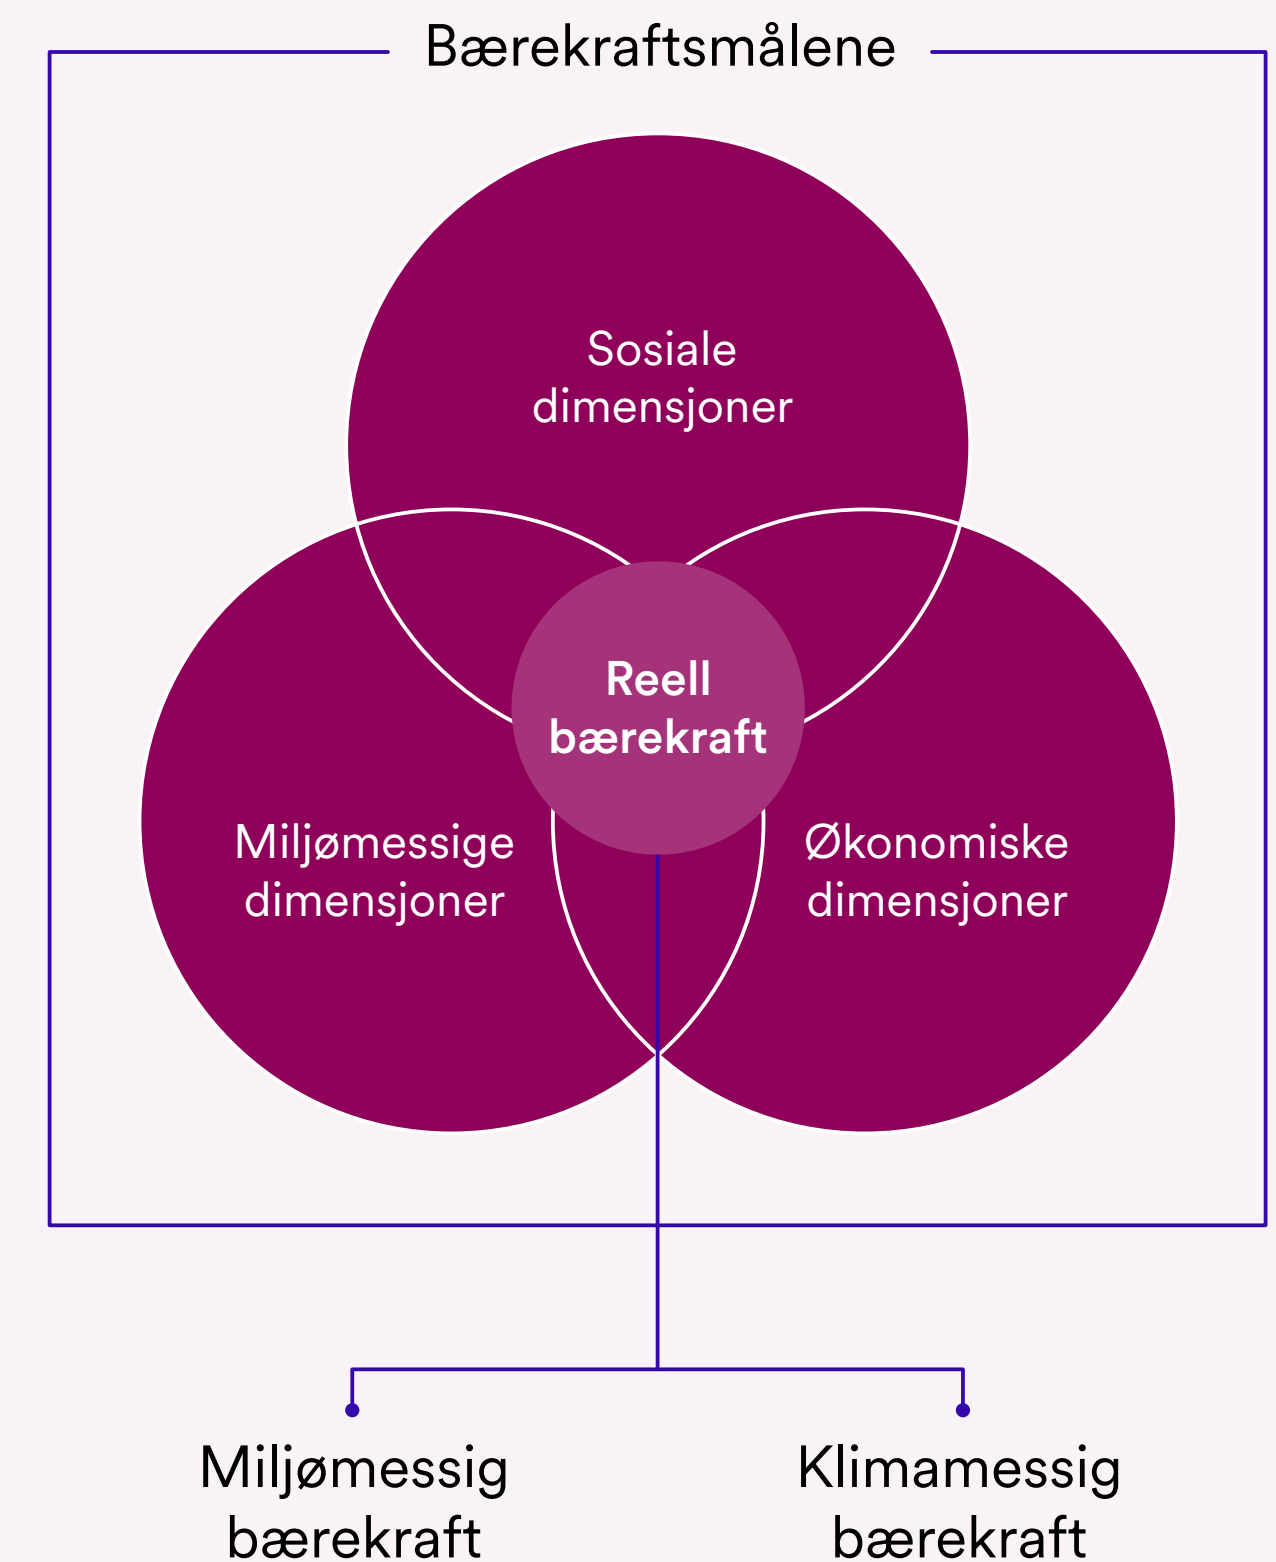 Bærekraftsmålene
Sosiale
dimensjoner
Reell
bærekraft
Miljømessige
dimensjoner
Økonomiske
dimensjoner
Miljømessig
bærekraft
Klimamessig
bærekraft